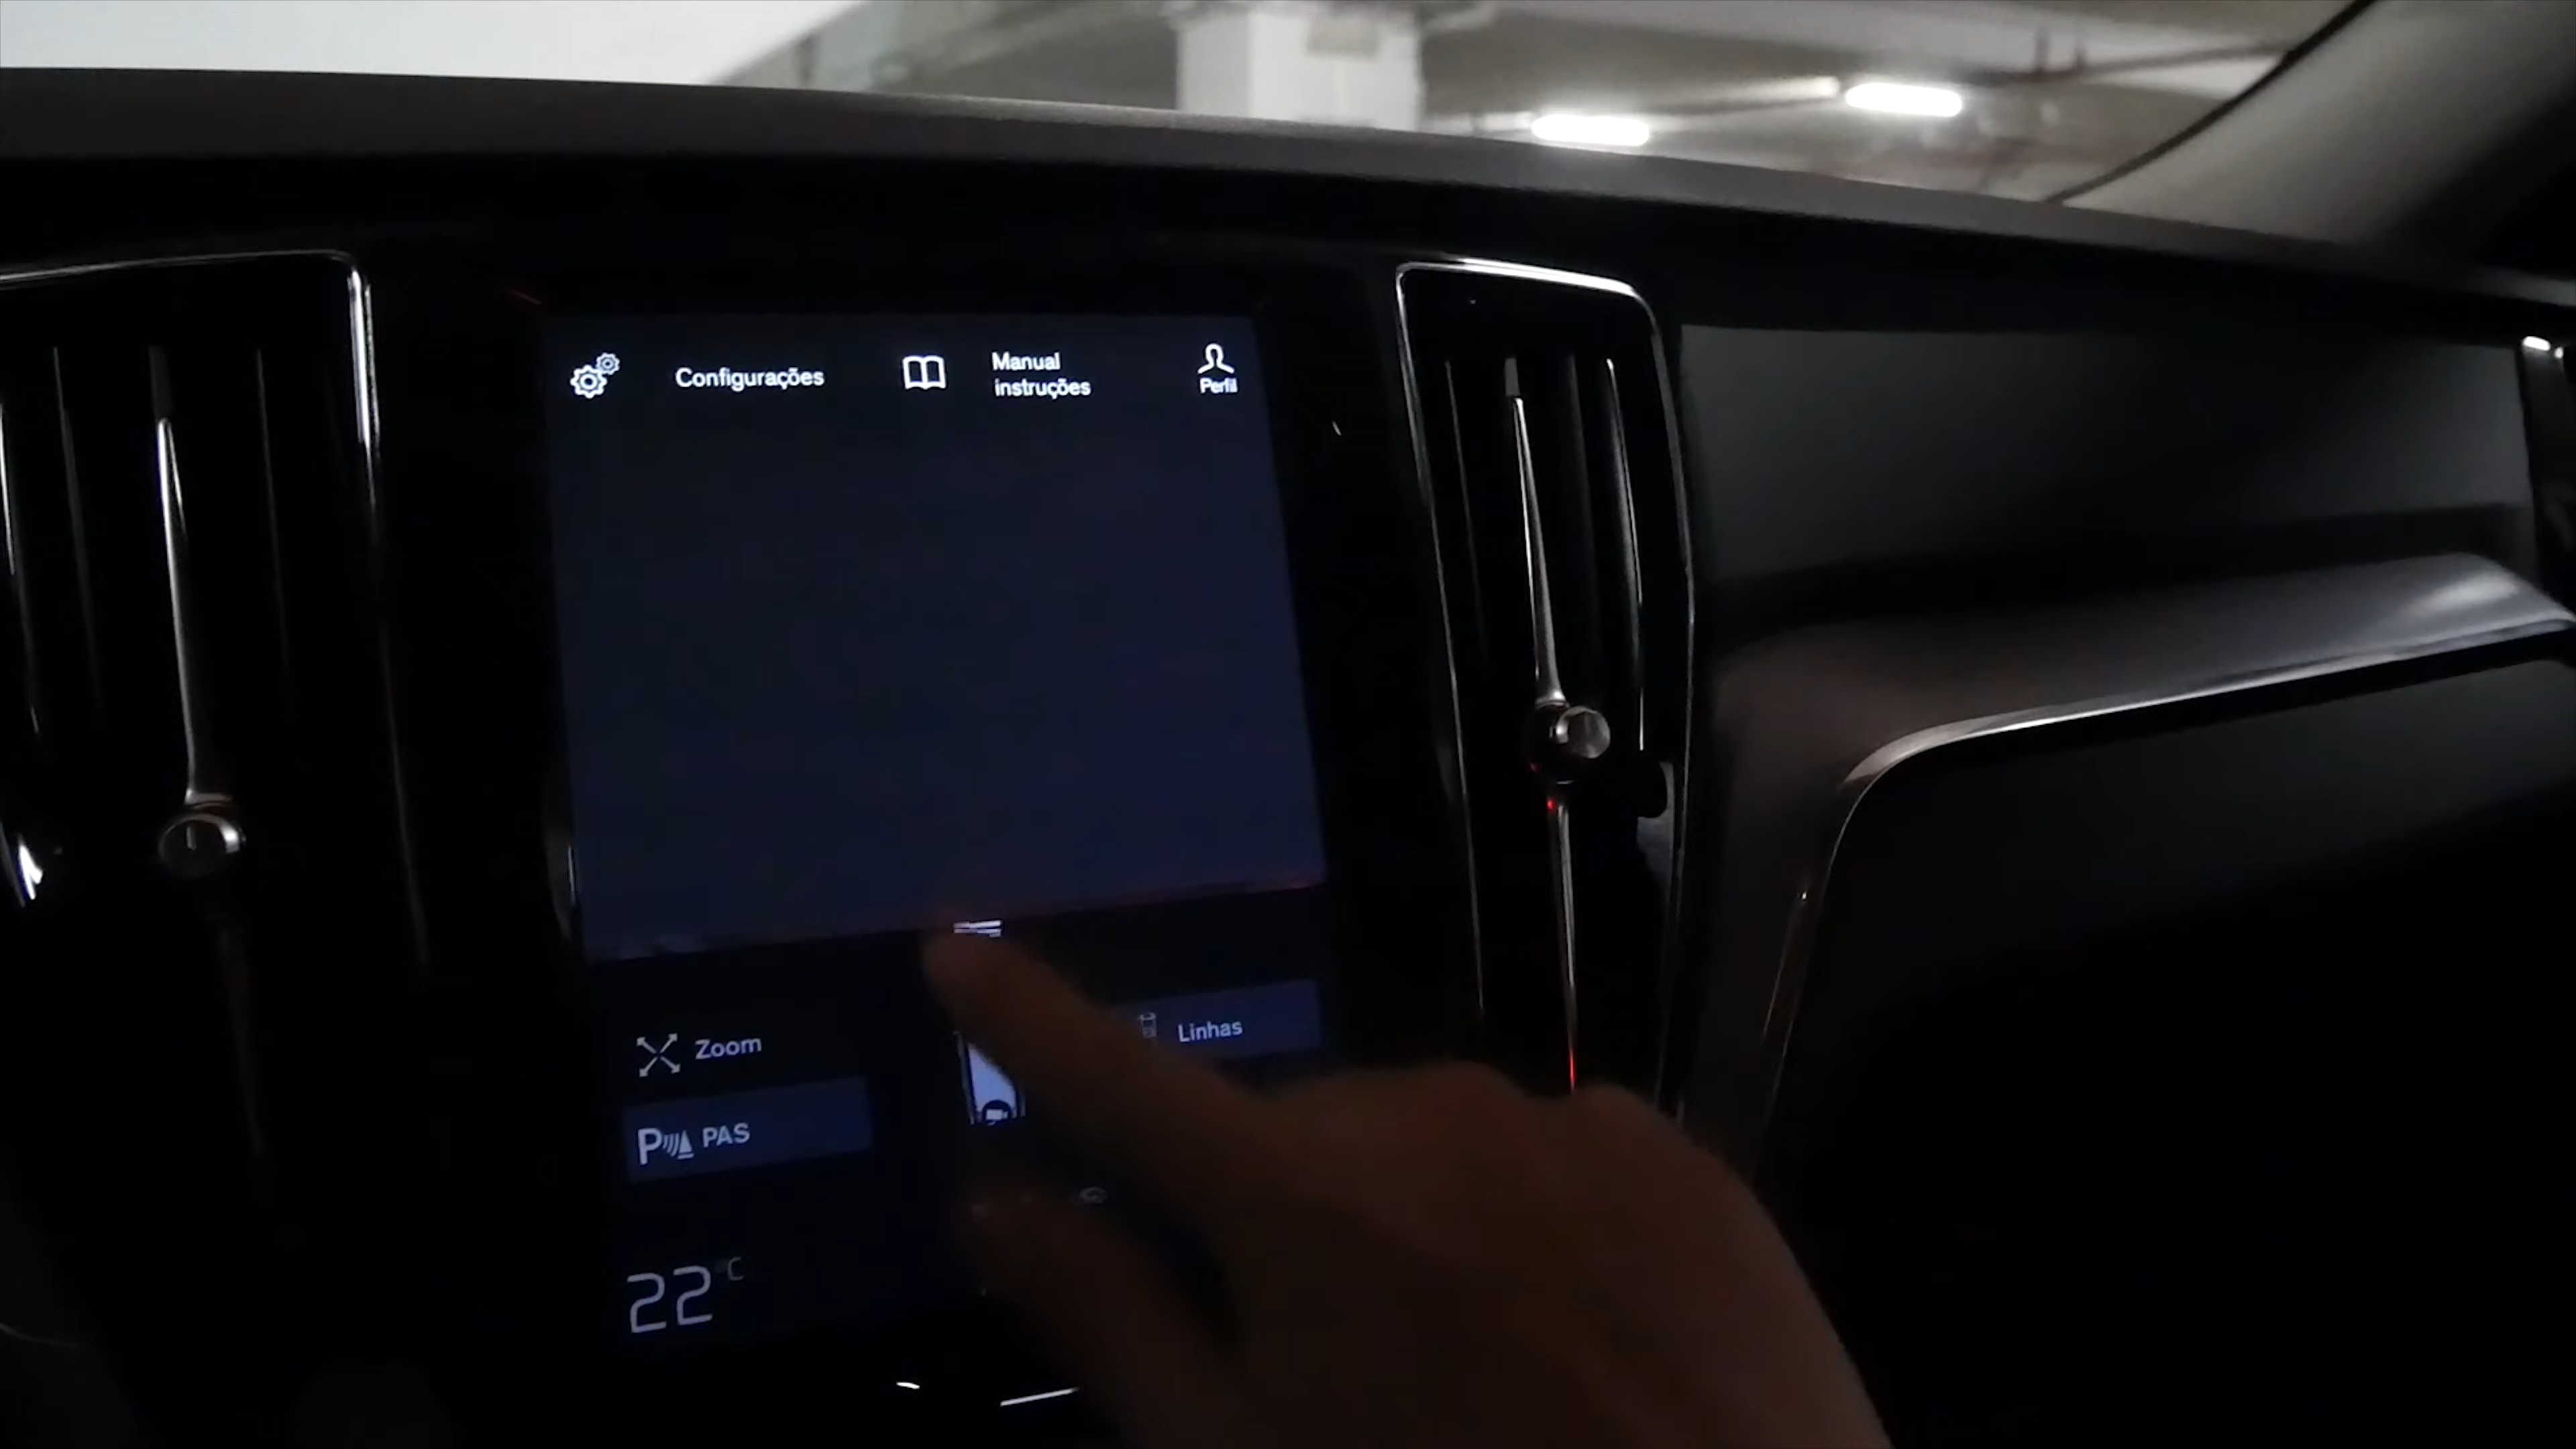 Configurações
Manual
instruções
Perfil
Zoom
Linhas
P PAS
22 °C